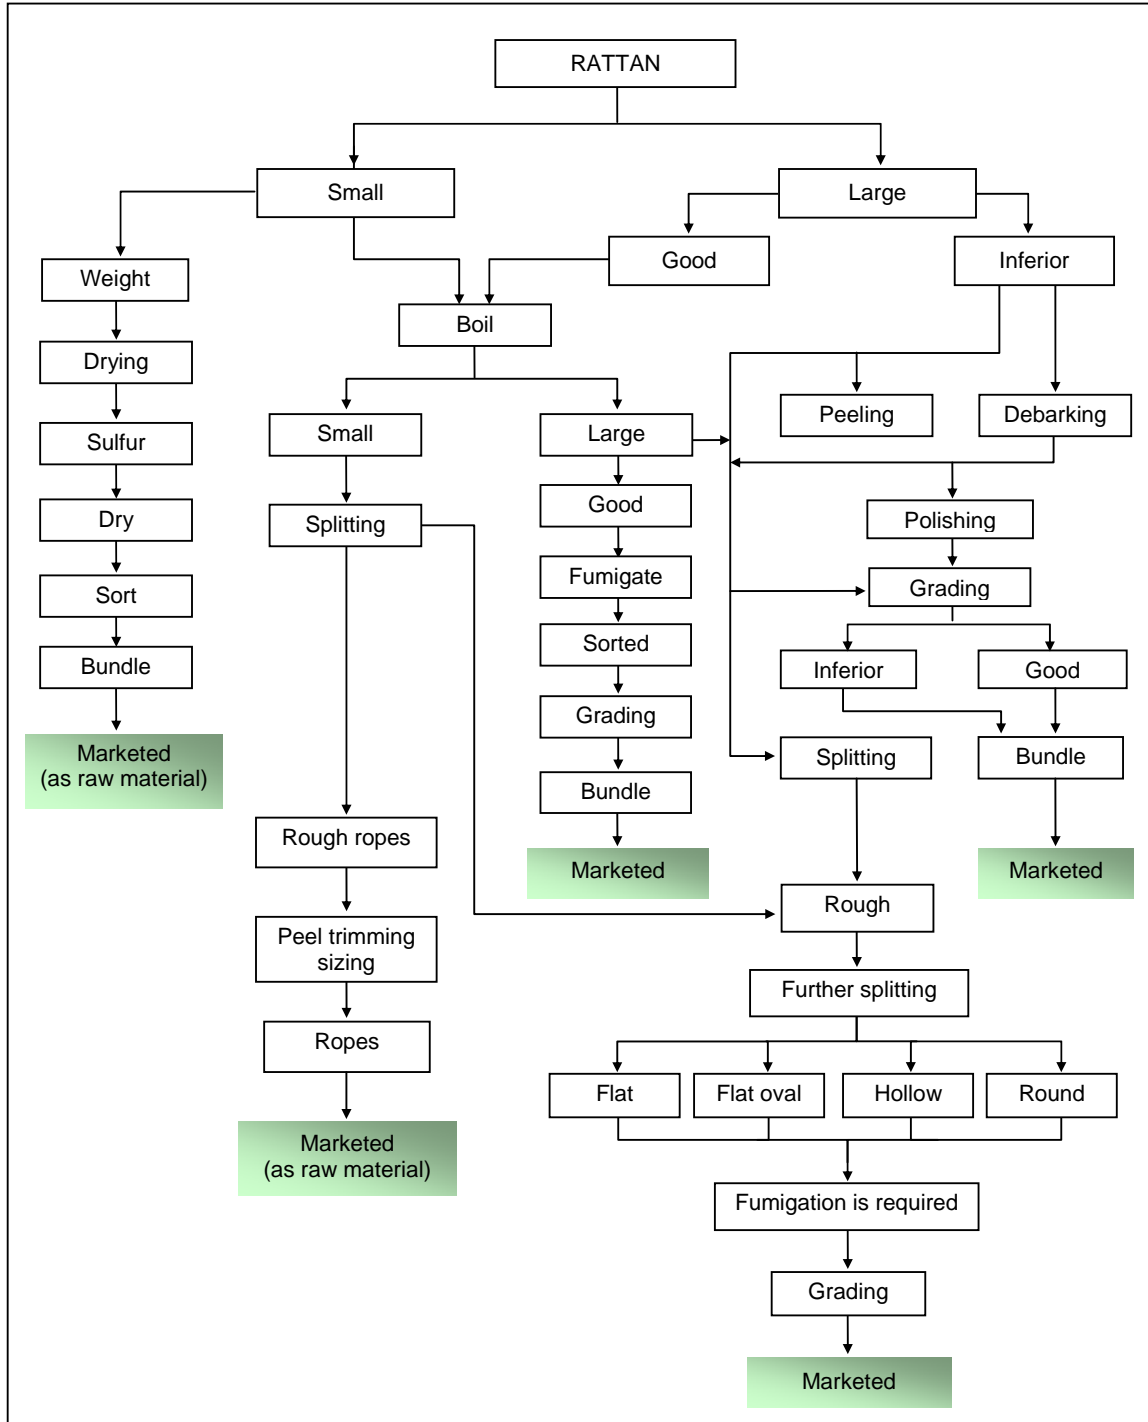 RATTAN
Small
Large
Good
Inferior
Weight
Boil
Drying
Peeling
Debarking
Small
Large
Sulfur
Good
Dry
Splitting
Polishing
Fumigate
Grading
Sort
Sorted
Bundle
Inferior
Good
Grading
Marketed
(as raw material)
Splitting
Bundle
Bundle
Rough ropes
Marketed
Marketed
Rough
Peel trimming
sizing
Further splitting
Ropes
Flat
Flat oval
Hollow
Round
Marketed
(as raw material)
Fumigation is required
Grading
Marketed